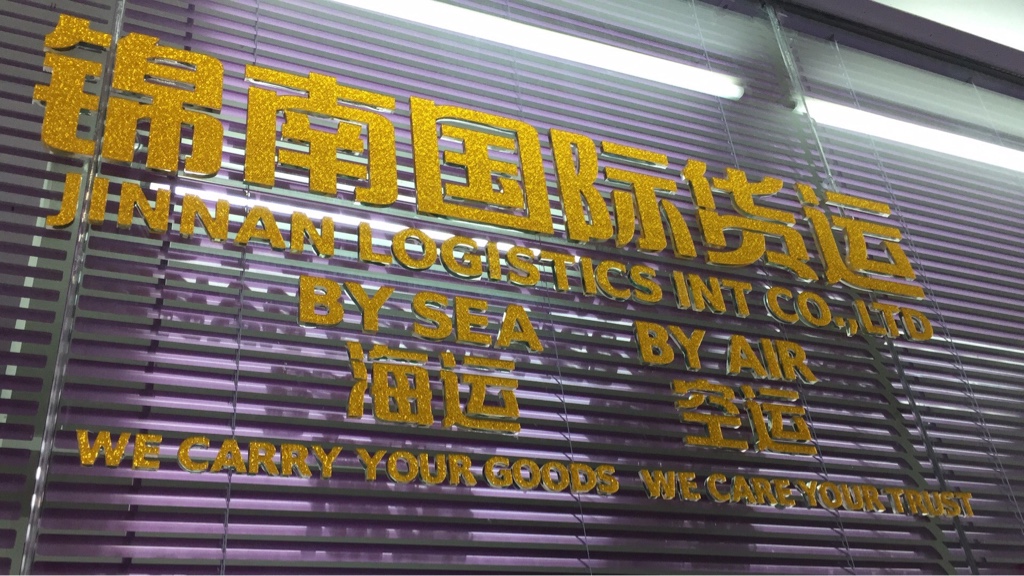 锦南国际货运
JINNAN LOGISTICS INT CO.,LTD
BY SEA BY AIR
海运 空运
WE CARRY YOUR GOODS WE CARE YOUR TRUST